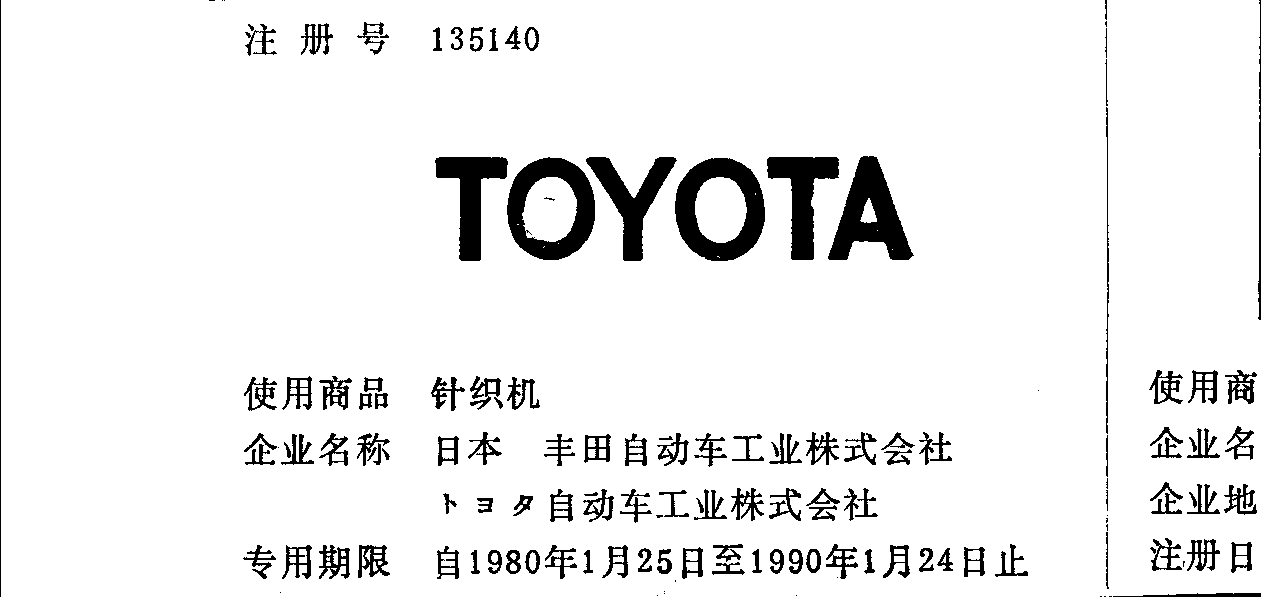 注册号 135140
TOYOTA
使用商品 针织机
企业名称 日本 丰田自动车工业株式会社
トヨタ自动车工业株式会社
专用期限 自1980年1月25日至1990年1月24日止
使用商
企业名
企业地
注册日